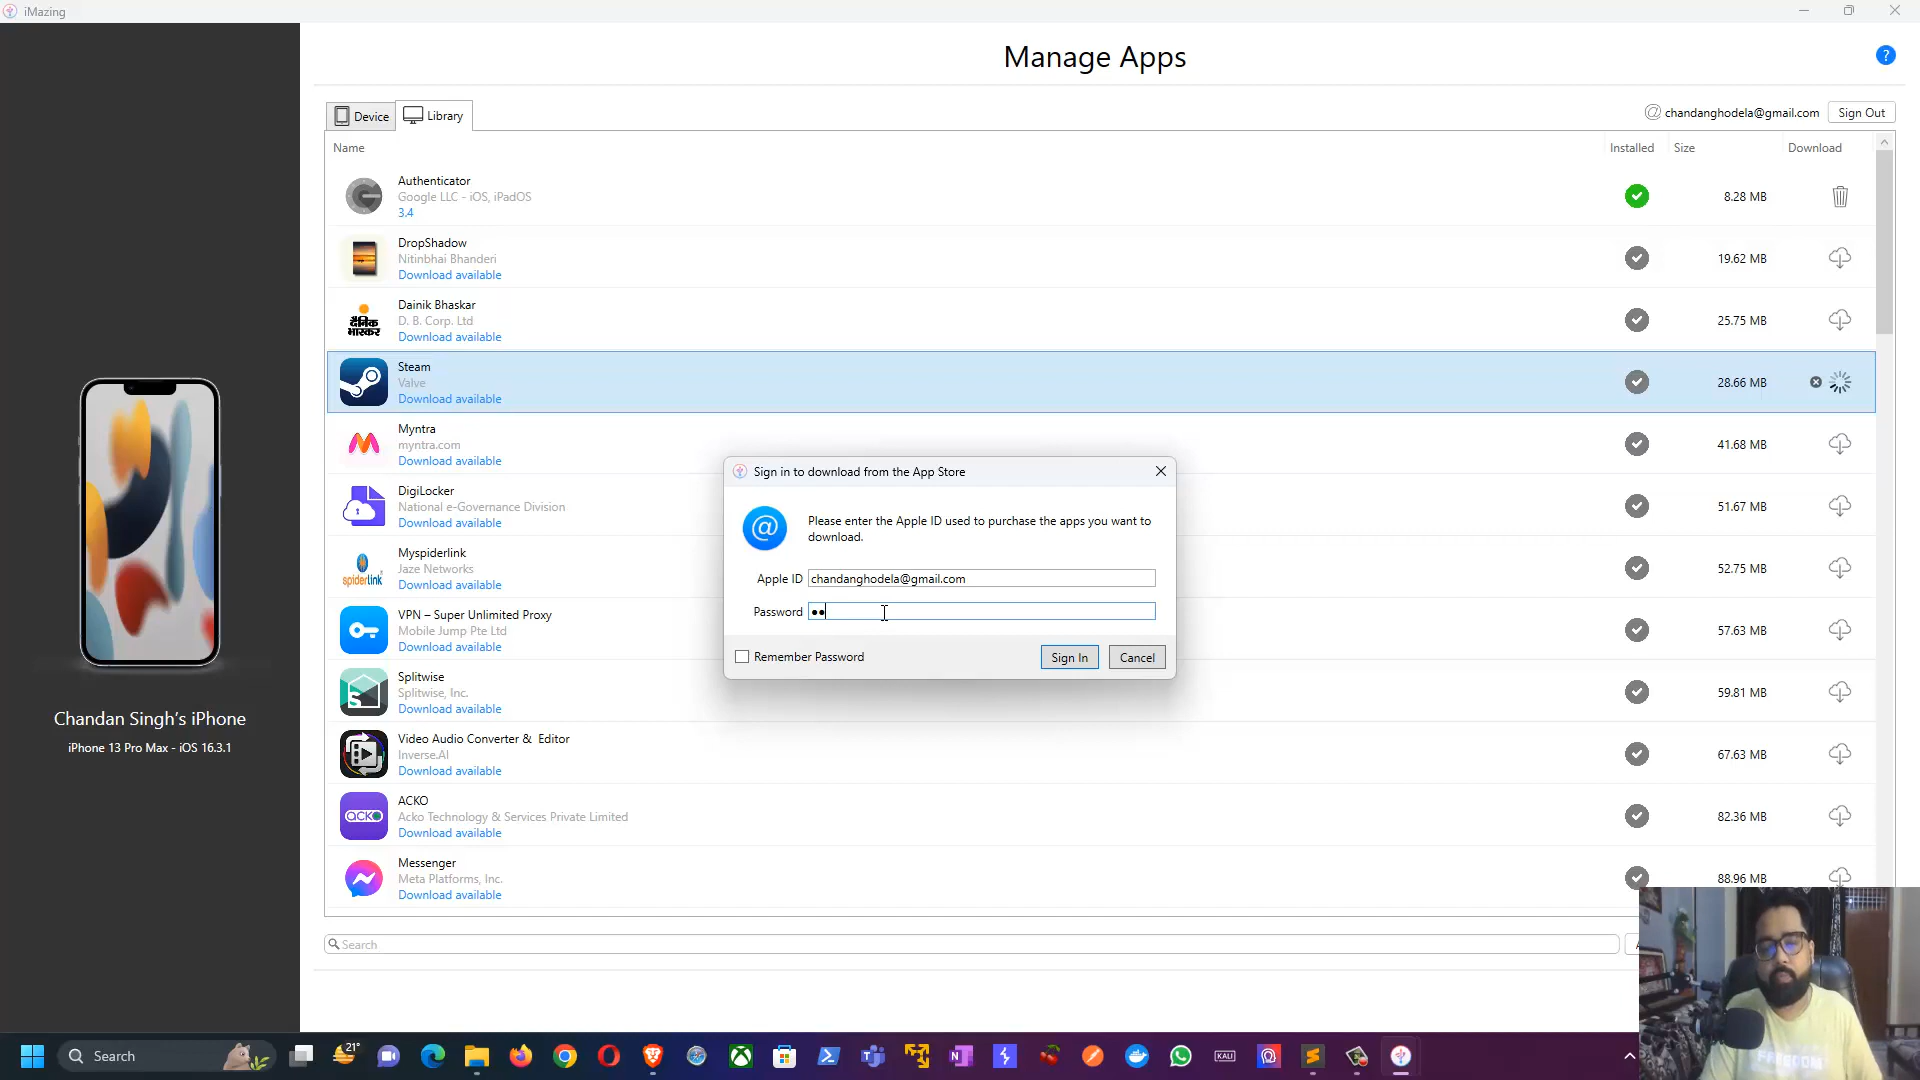 iMazing
Manage Apps
?
Device
Library
@ chandanghodela@gmail.com
Sign Out
Name
Installed
Size
Download
Authenticator
Google LLC - iOS, iPadOS
3.4
8.28 MB
DropShadow
Nitinbhai Bhanderi
Download available
19.62 MB
दैनिक
भास्कर
Dainik Bhaskar
D. B. Corp. Ltd
Download available
25.75 MB
Steam
Valve
Download available
28.66 MB
Myntra
myntra.com
Download available
41.68 MB
DigiLocker
National e-Governance Division
Download available
51.67 MB
spiderlink
Myspiderlink
Jaze Networks
Download available
52.75 MB
VPN – Super Unlimited Proxy
Mobile Jump Pte Ltd
Download available
57.63 MB
Splitwise
Splitwise, Inc.
Download available
59.81 MB
Video Audio Converter & Editor
Inverse.AI
Download available
67.63 MB
acko
ACKO
Acko Technology & Services Private Limited
Download available
82.36 MB
Messenger
Meta Platforms, Inc.
Download available
88.96 MB
Sign in to download from the App Store
@
Please enter the Apple ID used to purchase the apps you want to
download.
Apple ID chandanghodela@gmail.com
Password ●●
Remember Password
Sign In
Cancel
Chandan Singh’s iPhone
iPhone 13 Pro Max - iOS 16.3.1
Search
Search
21°
KALI
FREEDOM